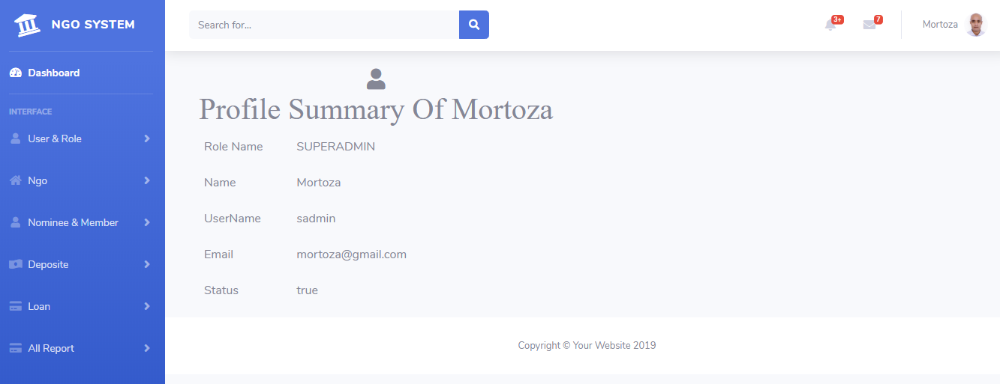 NGO SYSTEM
Search for...
3+
7
Mortoza
Dashboard
INTERFACE
User & Role
Ngo
Nominee & Member
Deposite
Loan
All Report
Profile Summary Of Mortoza
Role Name SUPERADMIN
Name Mortoza
UserName sadmin
Email mortoza@gmail.com
Status true
Copyright © Your Website 2019